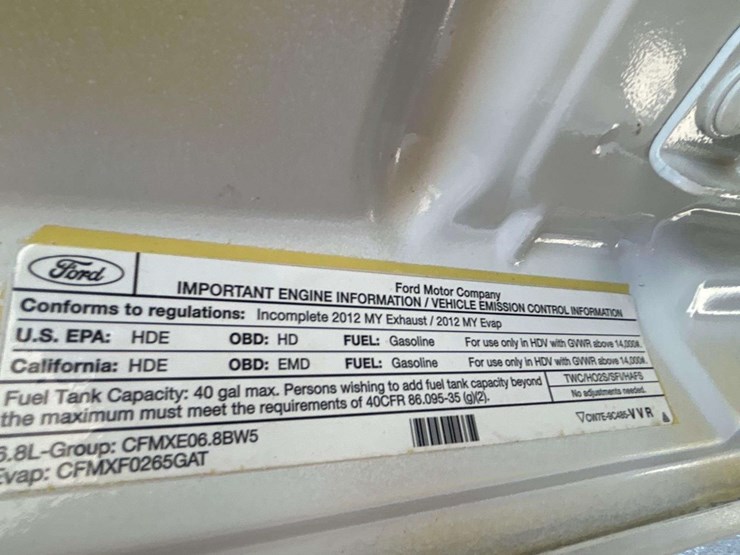 Ford
Ford Motor Company
IMPORTANT ENGINE INFORMATION / VEHICLE EMISSION CONTROL INFORMATION
Conforms to regulations: Incomplete 2012 MY Exhaust / 2012 MY Evap
U.S. EPA: HDE OBD: HD FUEL: Gasoline For use only in HDV with GVWR above 14,000#.
California: HDE OBD: EMD FUEL: Gasoline For use only in HDV with GVWR above 14,000#.
Fuel Tank Capacity: 40 gal max. Persons wishing to add fuel tank capacity beyond
the maximum must meet the requirements of 40CFR 86.095-35 (g)(2).
TWC/HO2S/SFI/HAFS
No adjustments needed.
6.8L-Group: CFMXE06.8BW5
Evap: CFMXF0265GAT
VVR